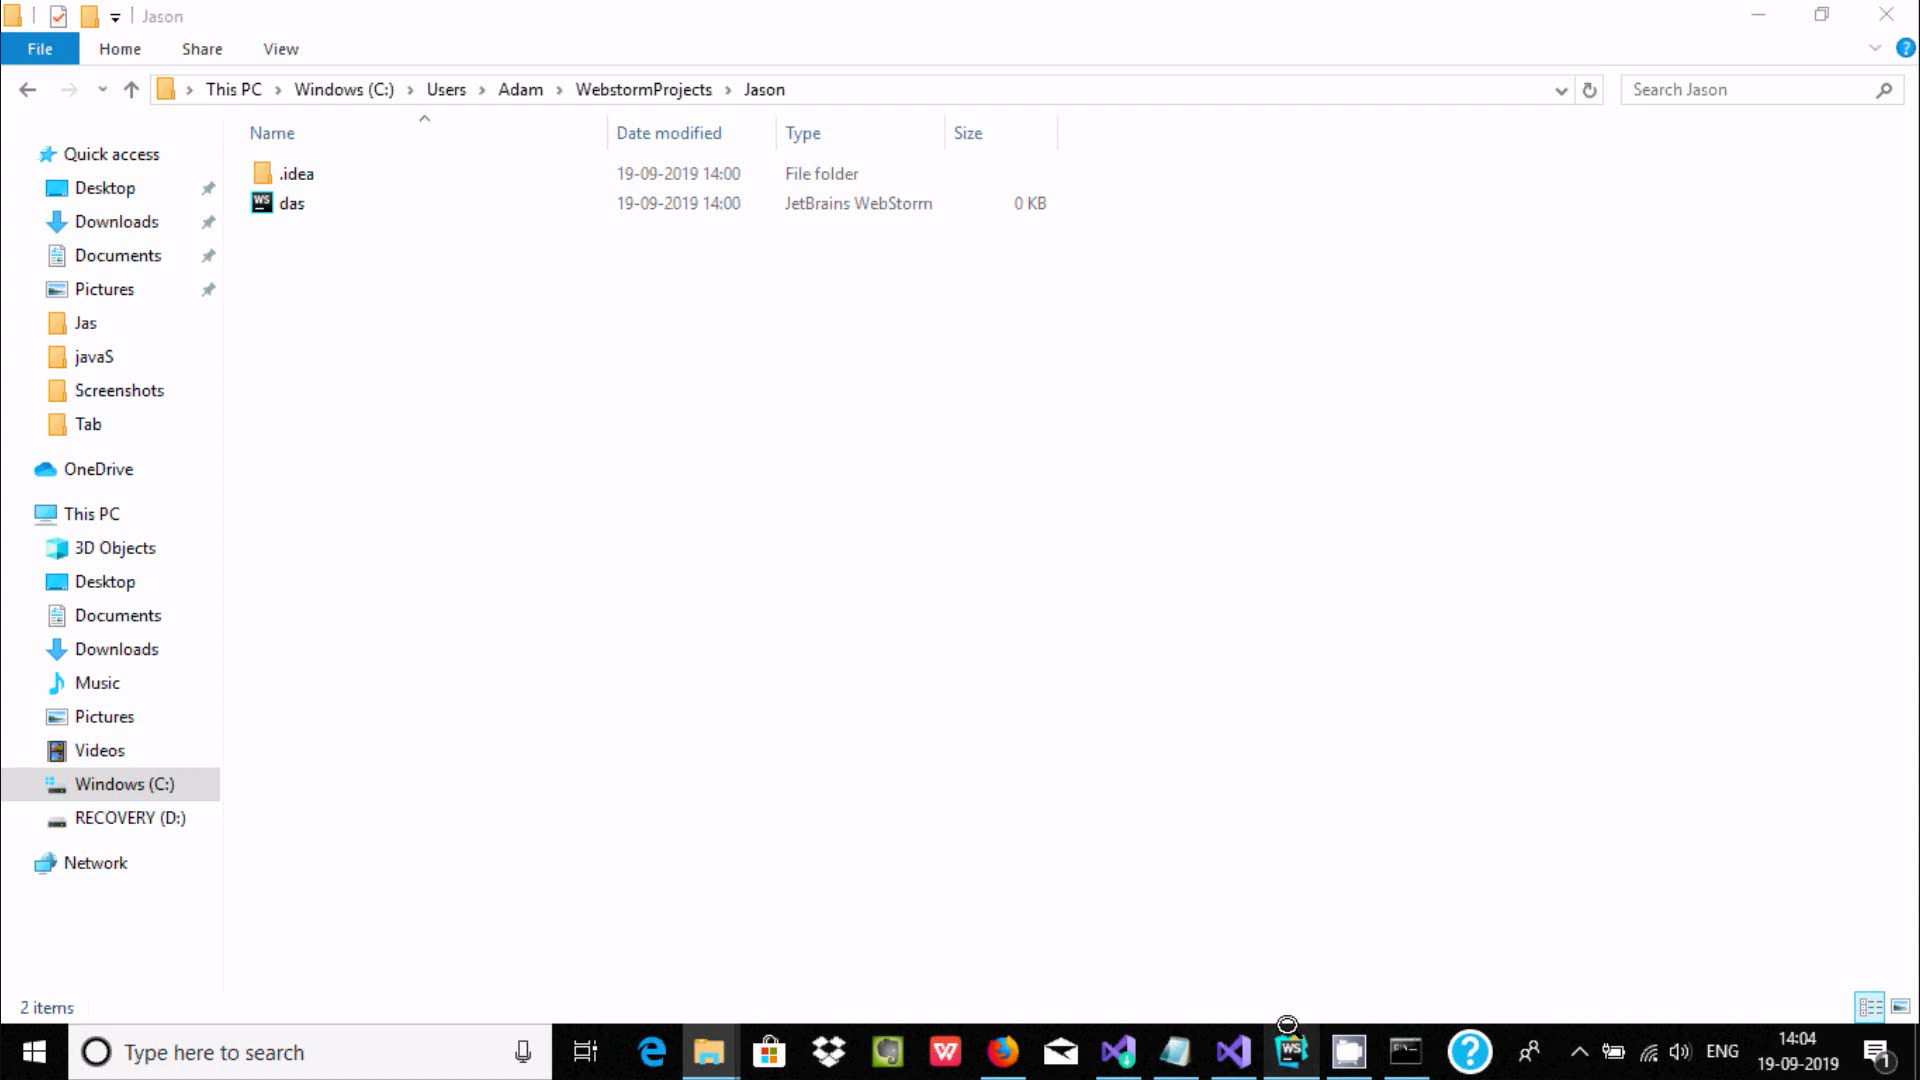 Jason
File Home Share View
This PC Windows (C:) Users Adam WebstormProjects Jason
Search Jason
Name Date modified Type Size
.idea 19-09-2019 14:00 File folder
WS das 19-09-2019 14:00 JetBrains WebStorm 0 KB
Quick access
Desktop
Downloads
Documents
Pictures
Jas
javaS
Screenshots
Tab
OneDrive
This PC
3D Objects
Desktop
Documents
Downloads
Music
Pictures
Videos
Windows (C:)
RECOVERY (D:)
Network
2 items
Type here to search
W
WS
ENG
14:04
19-09-2019
1